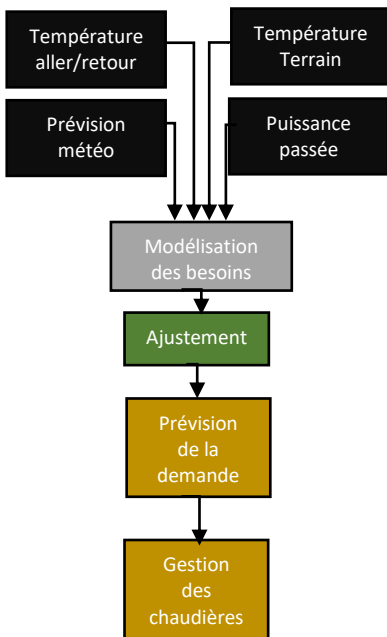 Température
aller/retour
Température
Terrain
Prévision
météo
Puissance
passée
Modélisation
des besoins
Ajustement
Prévision
de la
demande
Gestion
des
chaudières